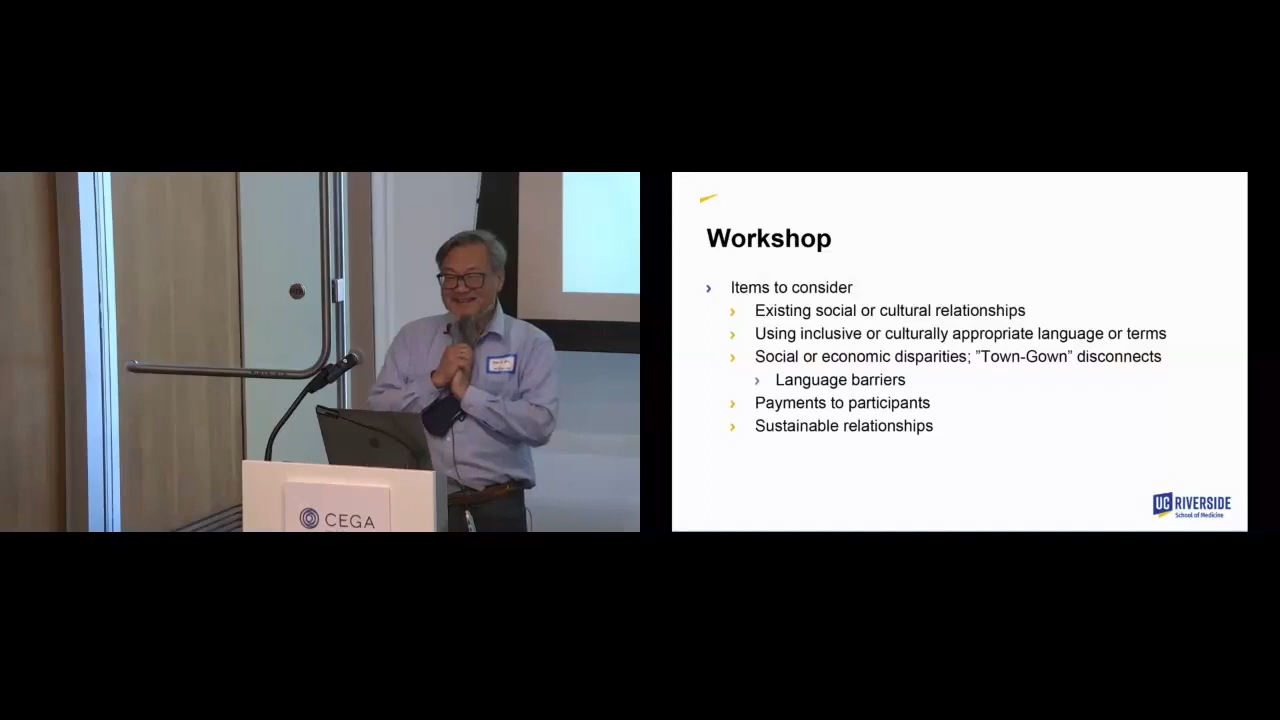 CEGA
Workshop
› Items to consider
› Existing social or cultural relationships
› Using inclusive or culturally appropriate language or terms
› Social or economic disparities; ”Town-Gown” disconnects
› Language barriers
› Payments to participants
› Sustainable relationships
UC RIVERSIDE
School of Medicine